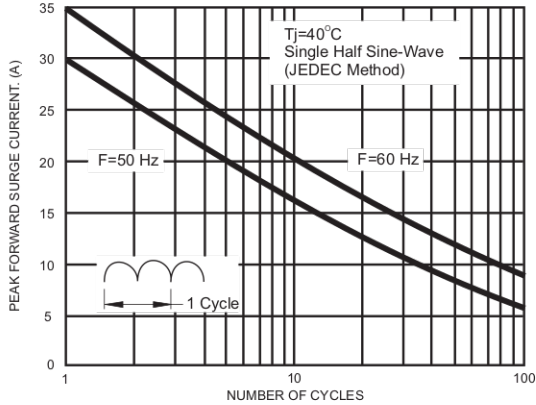 35
30
25
20
15
10
5
0
PEAK FORWARD SURGE CURRENT. (A)
Tj=40°C
Single Half Sine-Wave
(JEDEC Method)
F=50 Hz
F=60 Hz
1 Cycle
1
10
100
NUMBER OF CYCLES